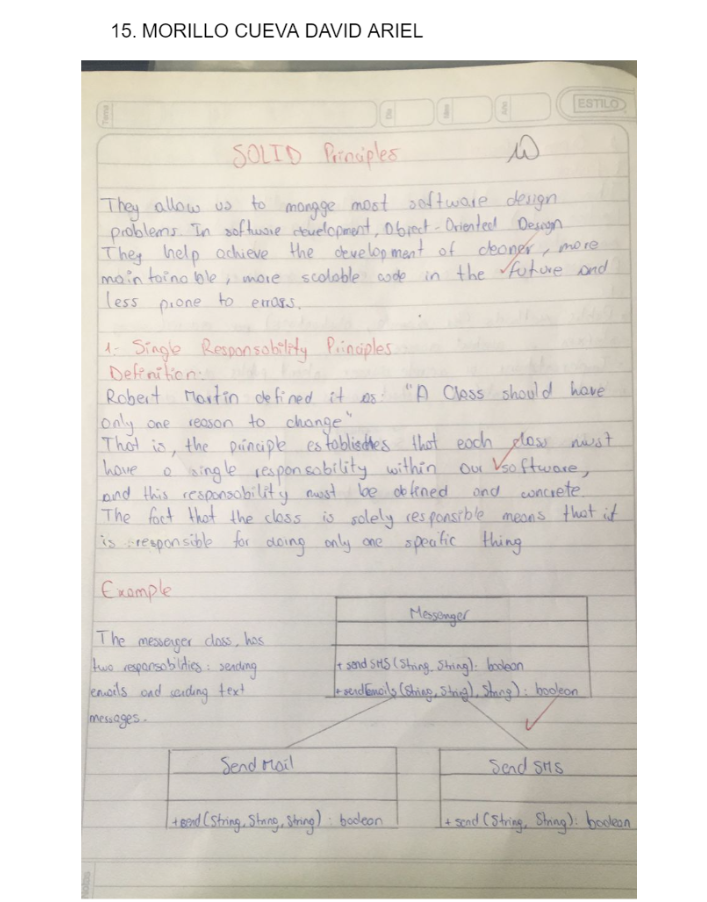 15. MORILLO CUEVA DAVID ARIEL
Tema
Día
Mes
Año
ESTILO
SOLID Principles
They allow us to mangge most software design
problems. In software development, Object-Oriented Design
They help achieve the development of cleaner, more
maintainable, more scalable code in the future and
less prone to errors.
1- Single Responsability Principles
Definition:
Robert Martin defined it as: "A Class should have
only one reason to change"
That is, the principle establisches that each class must
have a single responsability within our software,
and this responsability must be and concrete.
The fact that the class is solely responsible means that it
is responsible for doing only one specific thing
Example
The messenger class, has
two responsabilities: sending
emails and sending text
messages.
Messenger
+ sendSMS (String, String): boolean
+ sendEmails (String, String), String): boolean
Send Mail
+ send (String, String, String): boolean
Send SMS
+ send (String, String): boolean